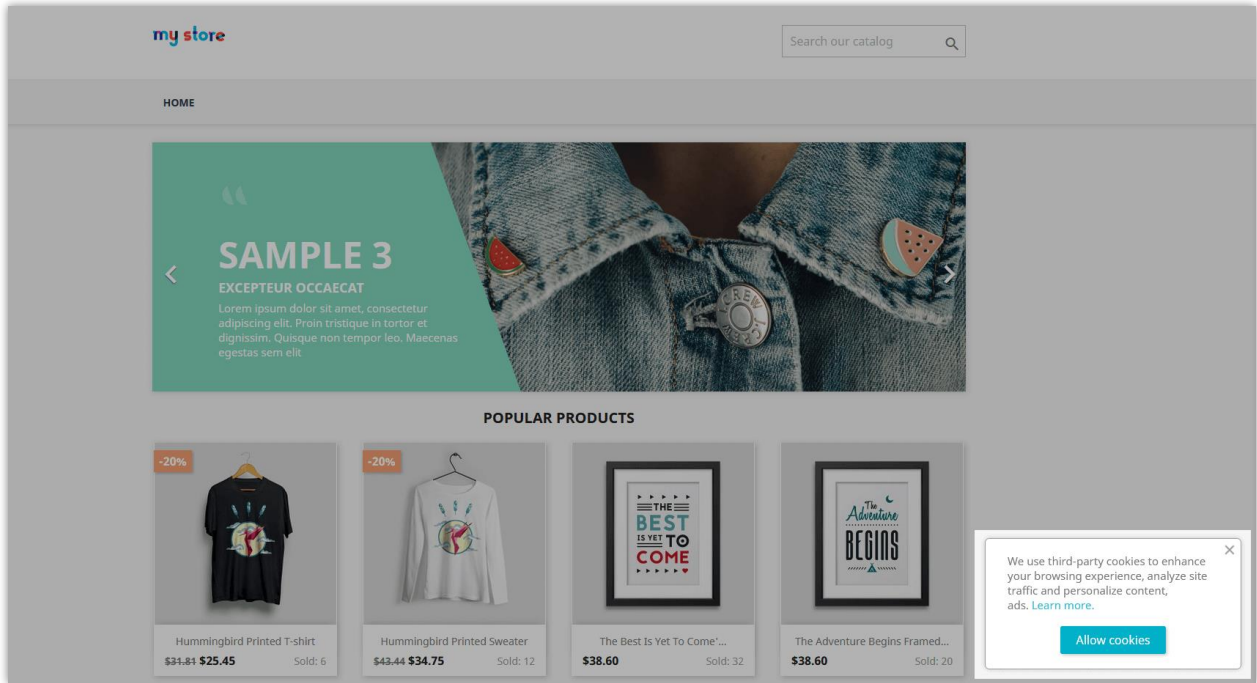 my store
Search our catalog
HOME
“
SAMPLE 3
EXCEPTEUR OCCAECAT
Lorem ipsum dolor sit amet, consectetur
adipiscing elit. Proin tristique in tortor et
dignissim. Quisque non tempor leo. Maecenas
egestas sem elit
J.CREW J.CREW
POPULAR PRODUCTS
-20%
-20%
THE
BEST
IS YET TO
COME
The
Adventure
BEGINS
Hummingbird Printed T-shirt
$31.81 $25.45 Sold: 6
Hummingbird Printed Sweater
$43.44 $34.75 Sold: 12
The Best Is Yet To Come'...
$38.60 Sold: 32
The Adventure Begins Framed...
$38.60 Sold: 20
We use third-party cookies to enhance
your browsing experience, analyze site
traffic and personalize content,
ads. Learn more.
Allow cookies